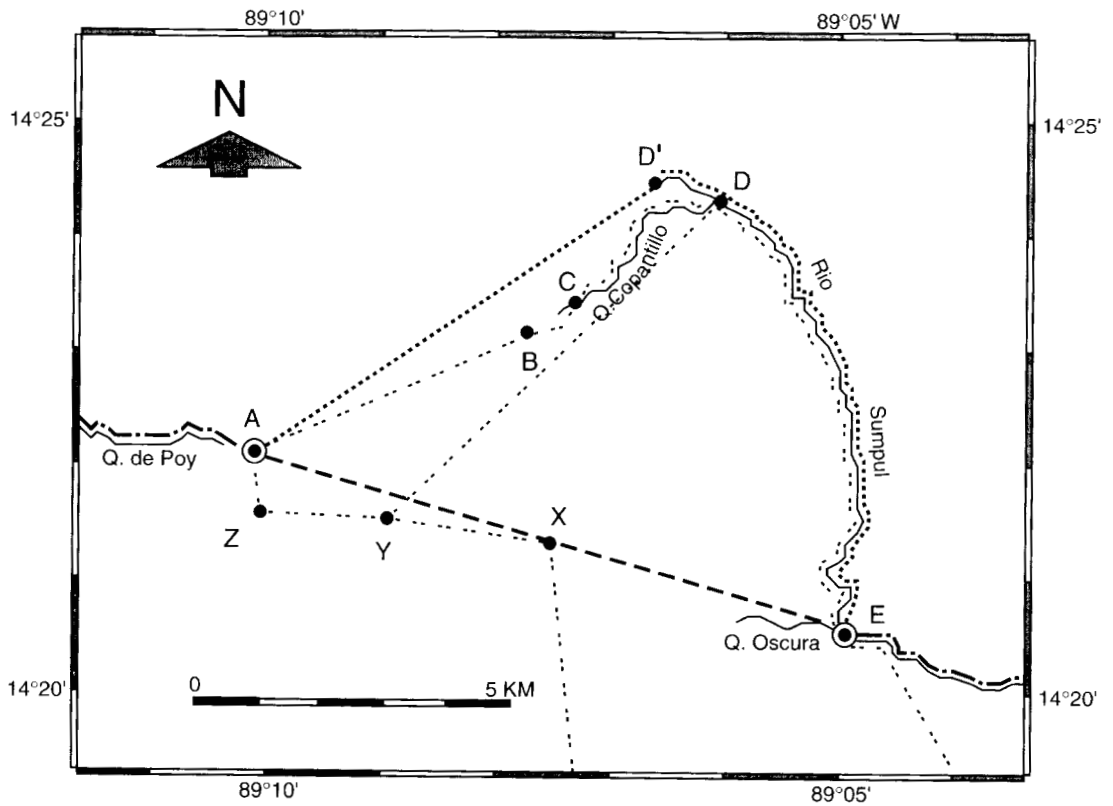 89°10'
89°05' W
N
14°25'
14°25'
D'
D
Rio
C
Q.Copantillo
B
A
Sumpul
Q. de Poy
X
Z
Y
E
Q. Oscura
0
5 KM
14°20'
14°20'
89°10'
89°05'